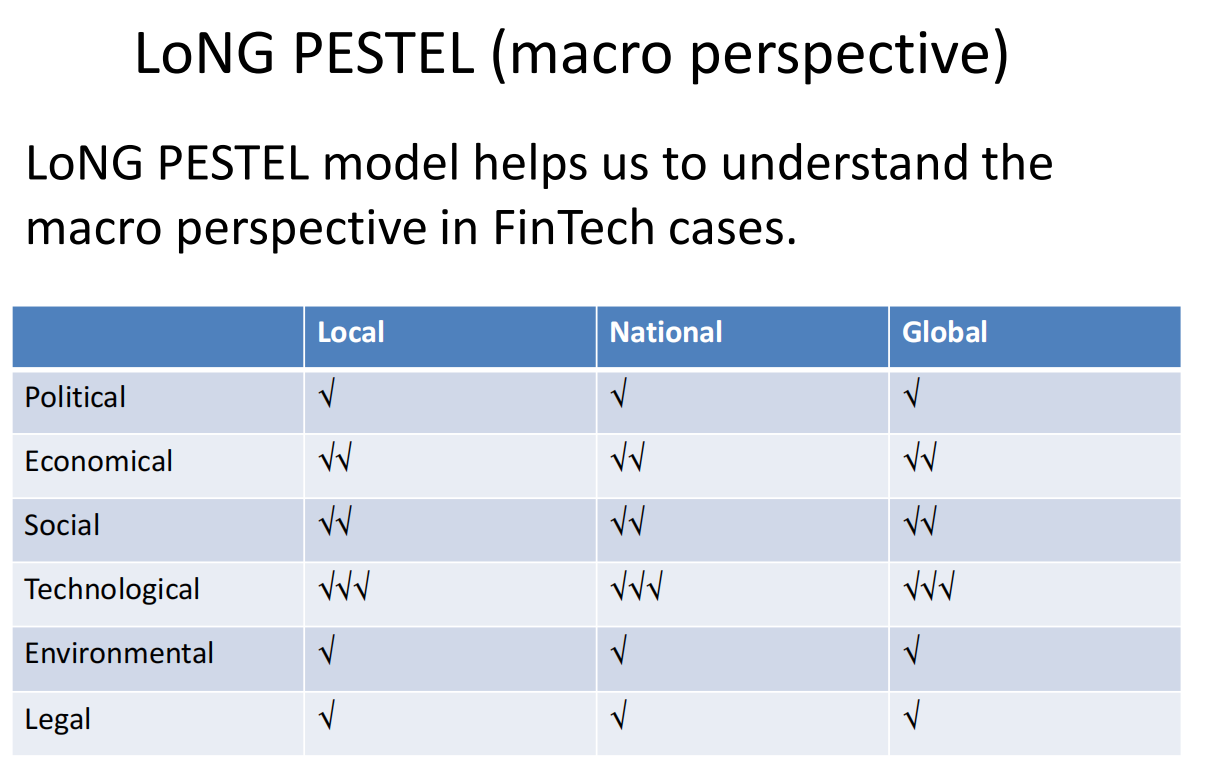 LoNG PESTEL (macro perspective)
LoNG PESTEL model helps us to understand the
macro perspective in FinTech cases.
Local National Global
Political √ √ √
Economical √√ √√ √√
Social √√ √√ √√
Technological √√√ √√√ √√√
Environmental √ √ √
Legal √ √ √